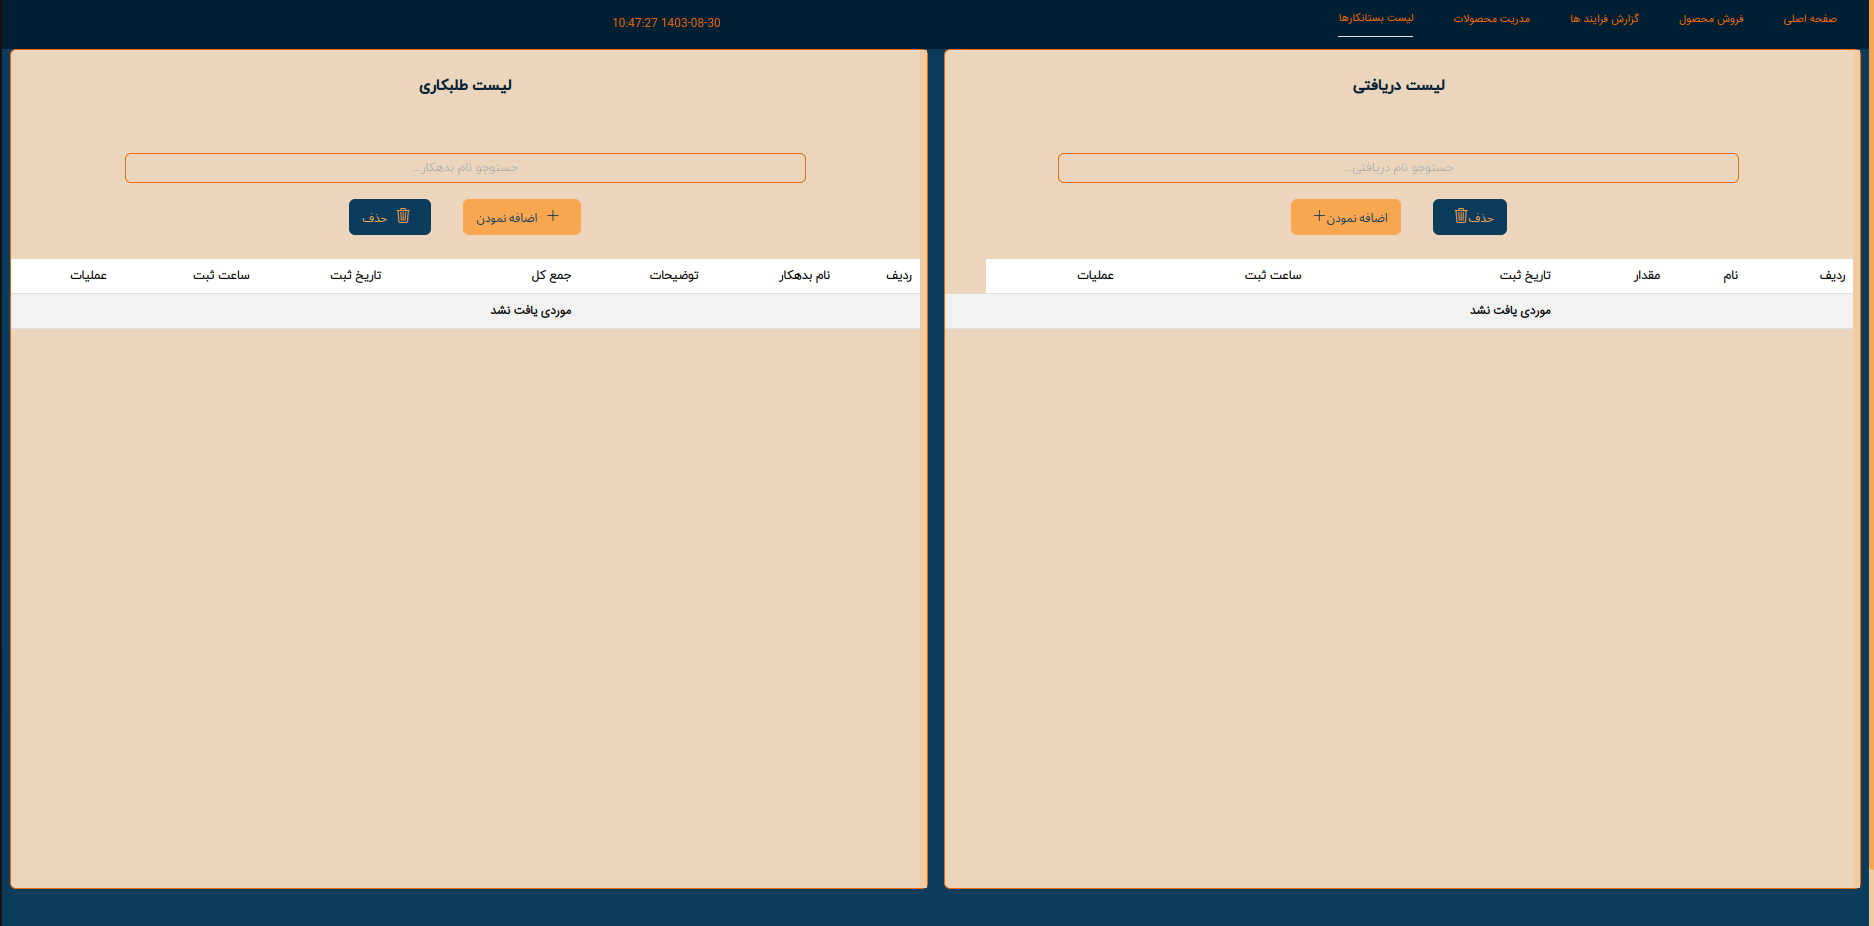 صفحه اصلی
فروش محصول
گزارش فرایند ها
مدریت محصولات
لیست بستانکارها
10:47:27 1403-08-30
لیست دریافتی
جستوجو نام دریافتی...
حذف
اضافه نمودن
ردیف نام مقدار تاریخ ثبت ساعت ثبت عملیات
موردی یافت نشد
لیست طلبکاری
جستوجو نام بدهکار...
اضافه نمودن
حذف
ردیف نام بدهکار توضیحات جمع کل تاریخ ثبت ساعت ثبت عملیات
موردی یافت نشد